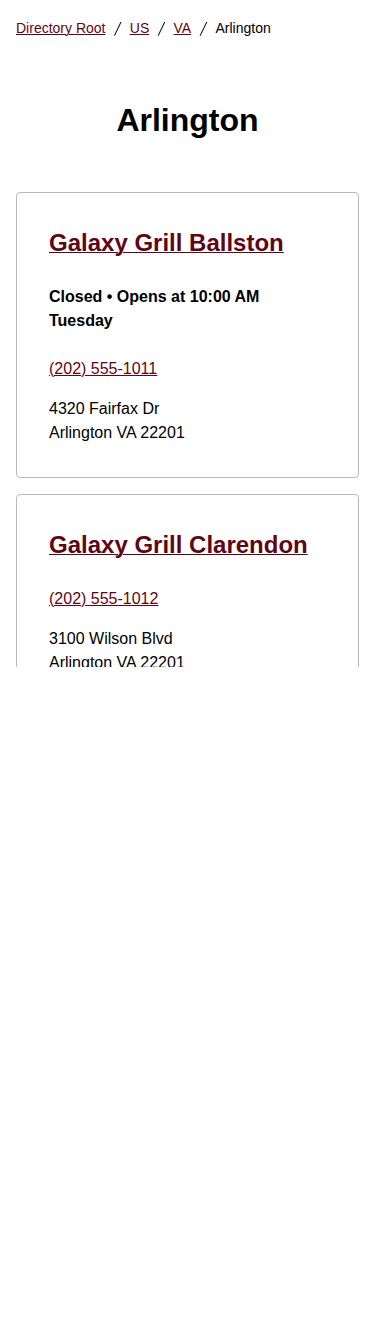 Directory Root / US / VA / Arlington
Arlington
Galaxy Grill Ballston
Closed • Opens at 10:00 AM
Tuesday
(202) 555-1011
4320 Fairfax Dr
Arlington VA 22201
Galaxy Grill Clarendon
(202) 555-1012
3100 Wilson Blvd
Arlington VA 22201